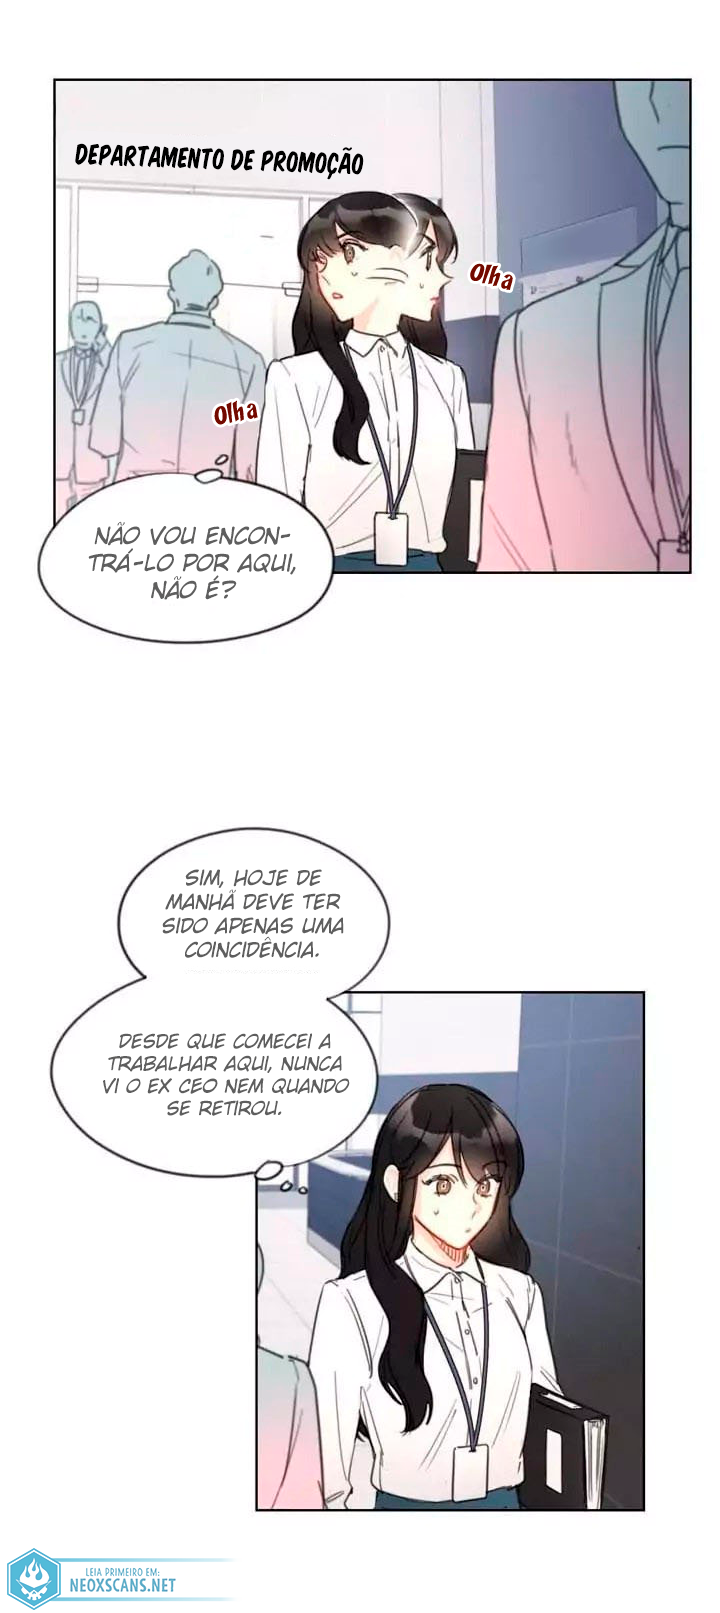 DEPARTAMENTO DE PROMOÇÃO
Olha
Olha
NÃO VOU ENCON-
TRÁ-LO POR AQUI,
NÃO É?
SIM, HOJE DE
MANHÃ DEVE TER
SIDO APENAS UMA
COINCIDÊNCIA.
DESDE QUE COMECEI A
TRABALHAR AQUI, NUNCA
VI O EX CEO NEM QUANDO
SE RETIROU.
LEIA PRIMEIRO EM:
NEOXSCANS.NET